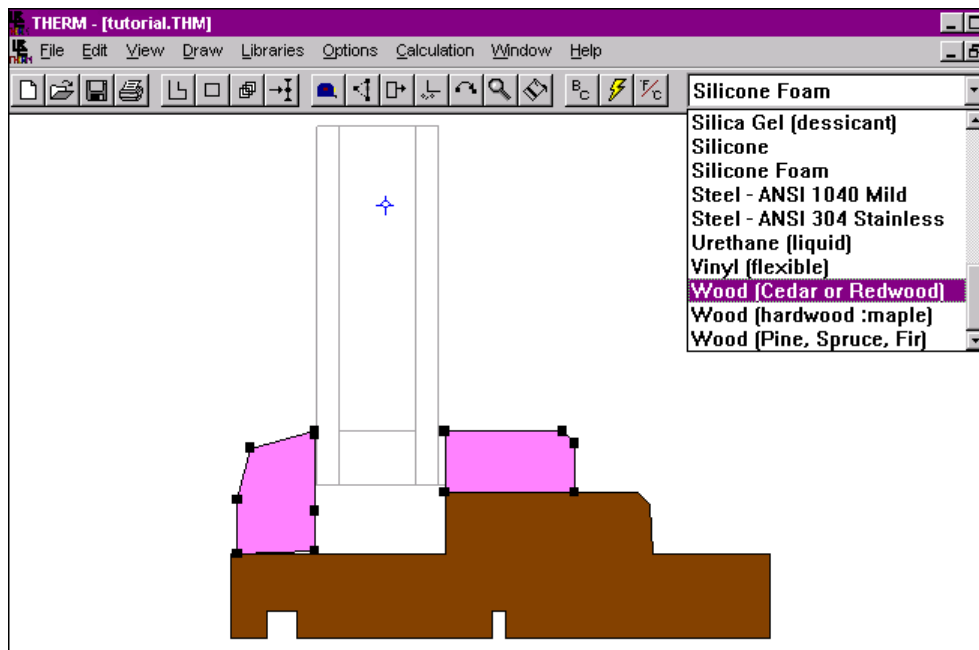 THERM - [tutorial.THM]
File Edit View Draw Libraries Options Calculation Window Help
BC °F/C Silicone Foam
Silica Gel (dessicant)
Silicone
Silicone Foam
Steel - ANSI 1040 Mild
Steel - ANSI 304 Stainless
Urethane (liquid)
Vinyl (flexible)
Wood (Cedar or Redwood)
Wood (hardwood :maple)
Wood (Pine, Spruce, Fir)